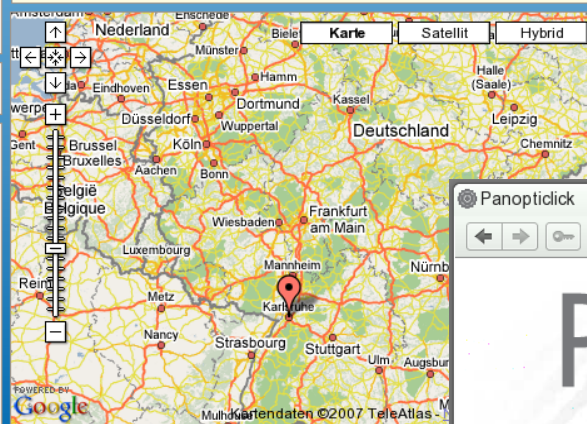 Amsterdam
Enschede
Nederland
Biele
Karte
Satellit
Hybrid
Münster
Halle
(Saale)
Hamm
Eindhoven
Essen
Dortmund
Kassel
Leipzig
Düsseldorf
Wuppertal
Deutschland
Gent
Brussel
Bruxelles
Köln
Chemnitz
Aachen
Bonn
België
Belgique
Panopticlick
Wiesbaden
Frankfurt
am Main
Luxembourg
Mannheim
Nürnb
Reim
Metz
Karlsruhe
Nancy
Strasbourg
Stuttgart
Ulm
Augsbur
P
POWERED BY
Google
Mulhouse
Kartendaten ©2007 TeleAtlas -